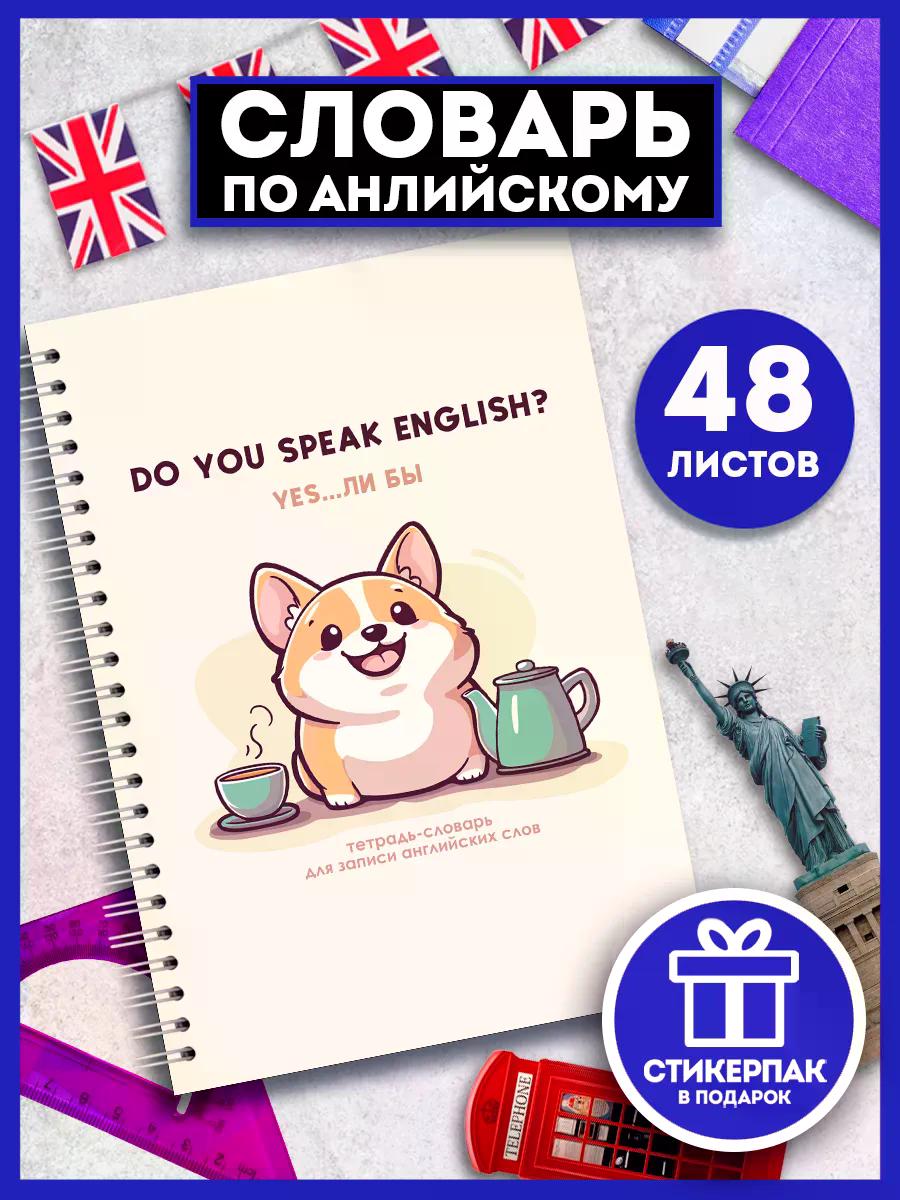 СЛОВАРЬ
ПО АНЛИЙСКОМУ
DO YOU SPEAK ENGLISH?
YES...ЛИ БЫ
тетрадь-словарь
для записи английских слов
48
ЛИСТОВ
СТИКЕРПАК
В ПОДАРОК
TELEPHONE